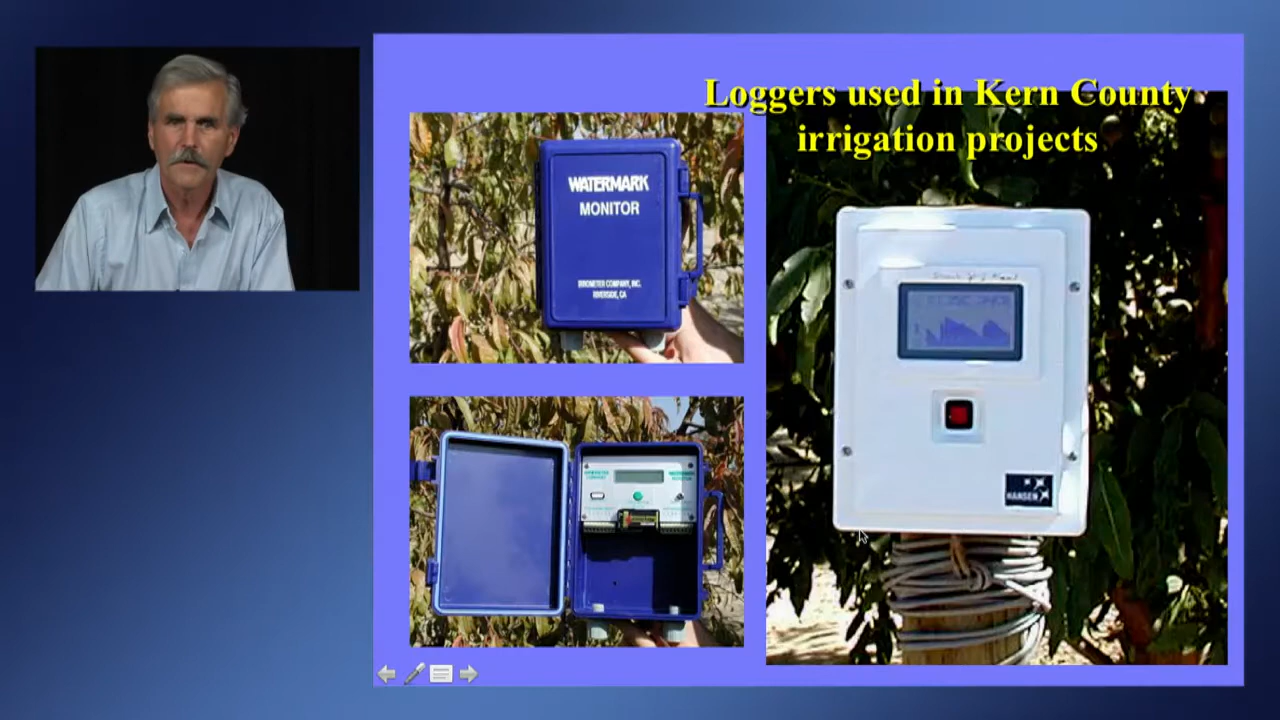 Loggers used in Kern County
irrigation projects
WATERMARK
MONITOR
IRROMETER COMPANY, INC.
RIVERSIDE, CA
HANSEN